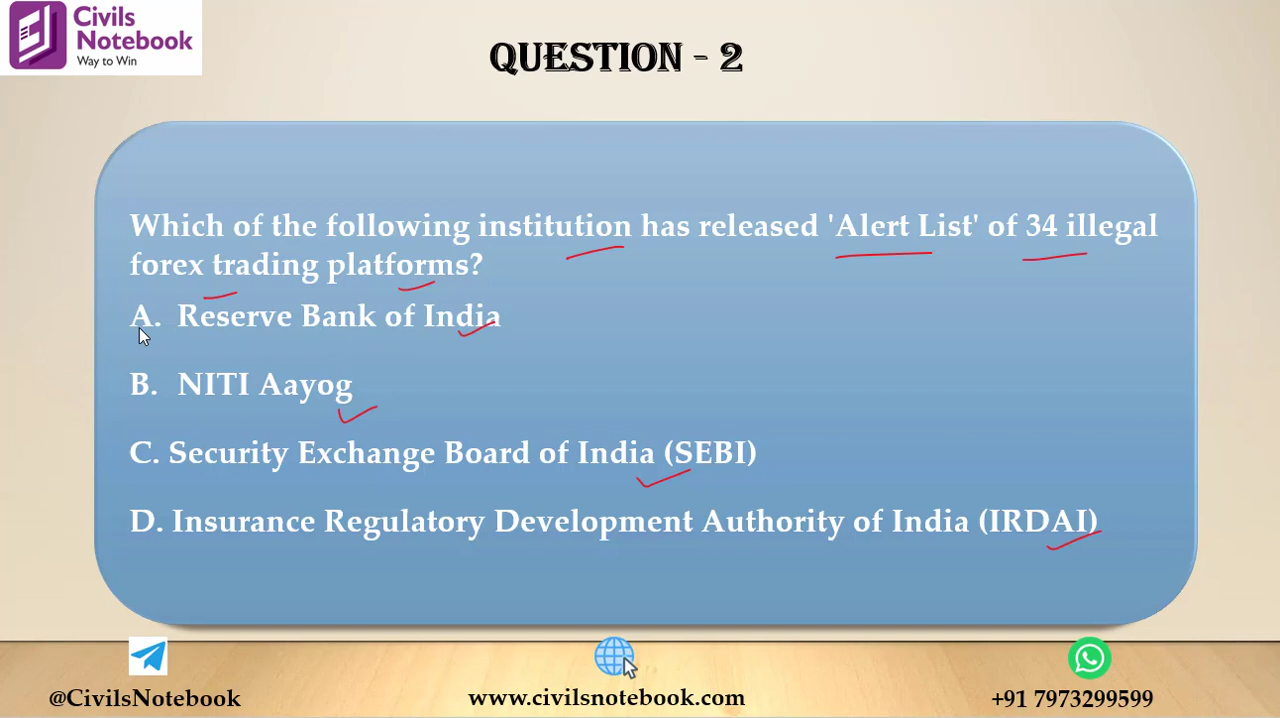 Civils
Notebook
Way to Win
QUESTION - 2
Which of the following institution has released 'Alert List' of 34 illegal
forex trading platforms?
A. Reserve Bank of India
B. NITI Aayog
C. Security Exchange Board of India (SEBI)
D. Insurance Regulatory Development Authority of India (IRDAI)
@CivilsNotebook
www.civilsnotebook.com
+91 7973299599